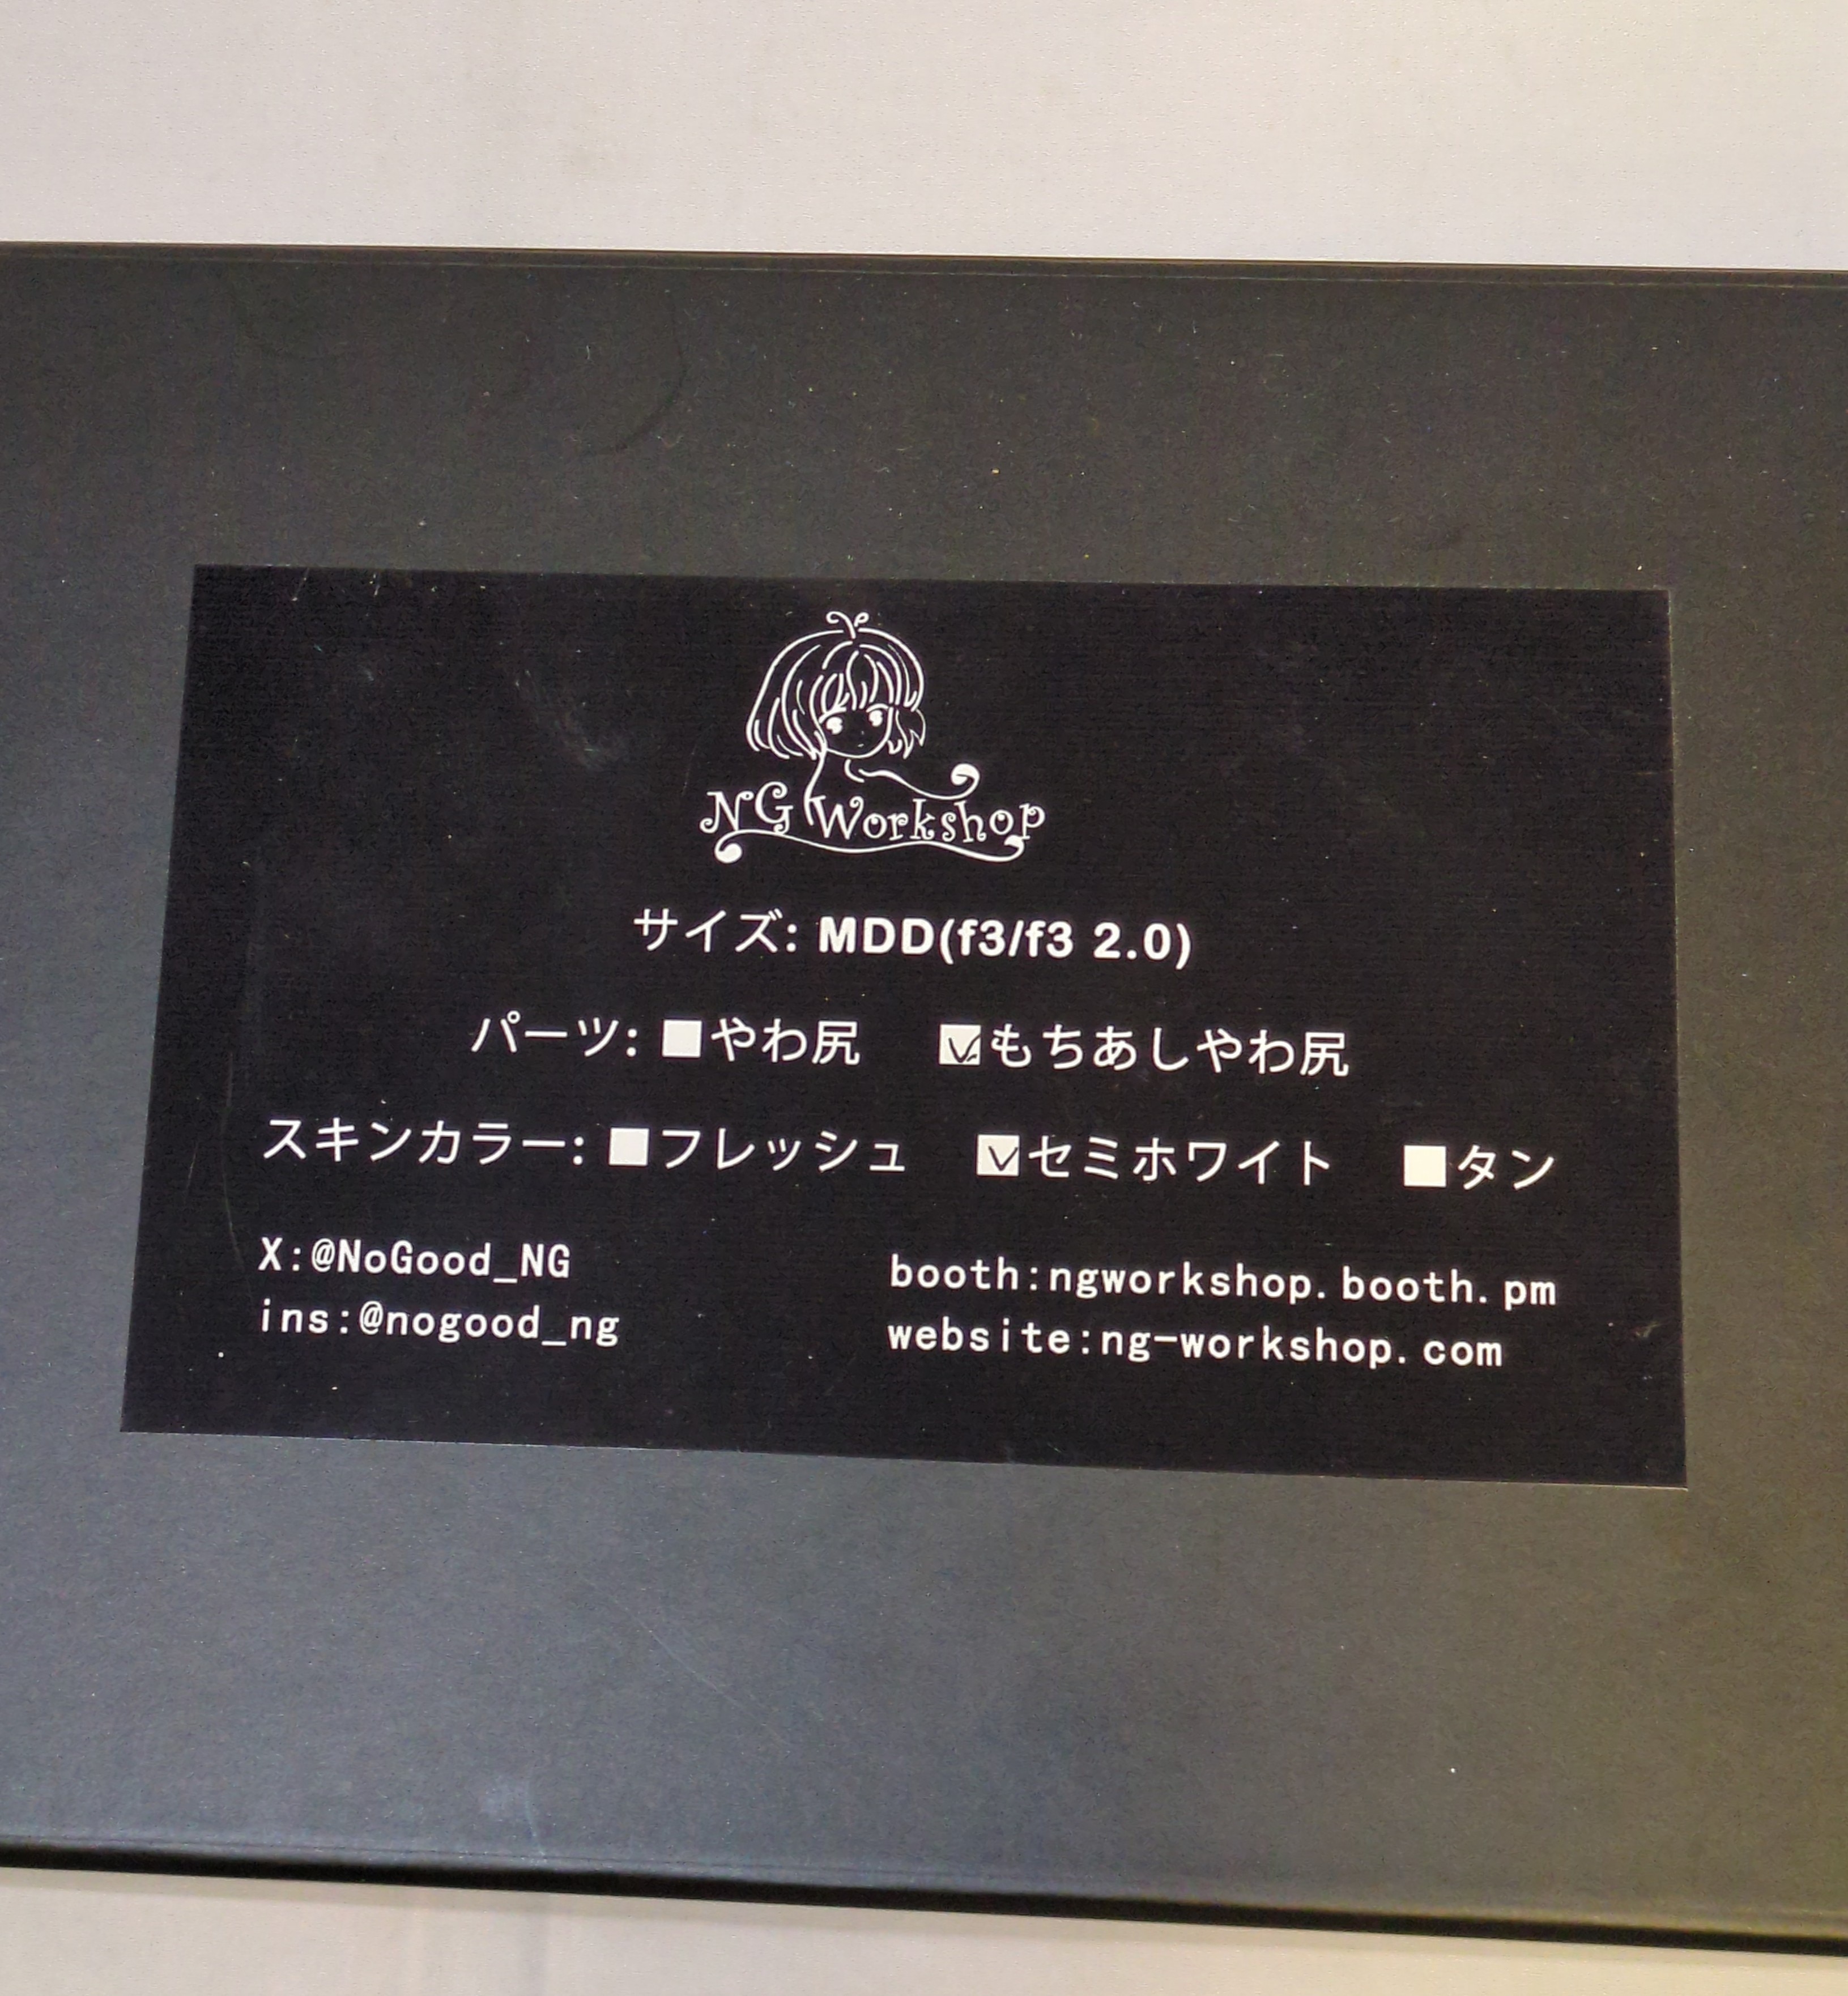 NG Workshop
サイズ: MDD(f3/f3 2.0)
パーツ: ■やわ尻 ☑もちあしやわ尻
スキンカラー: ■フレッシュ ☑セミホワイト ■タン
X:@NoGood_NG
ins:@nogood_ng
booth:ngworkshop.booth.pm
website:ng-workshop.com